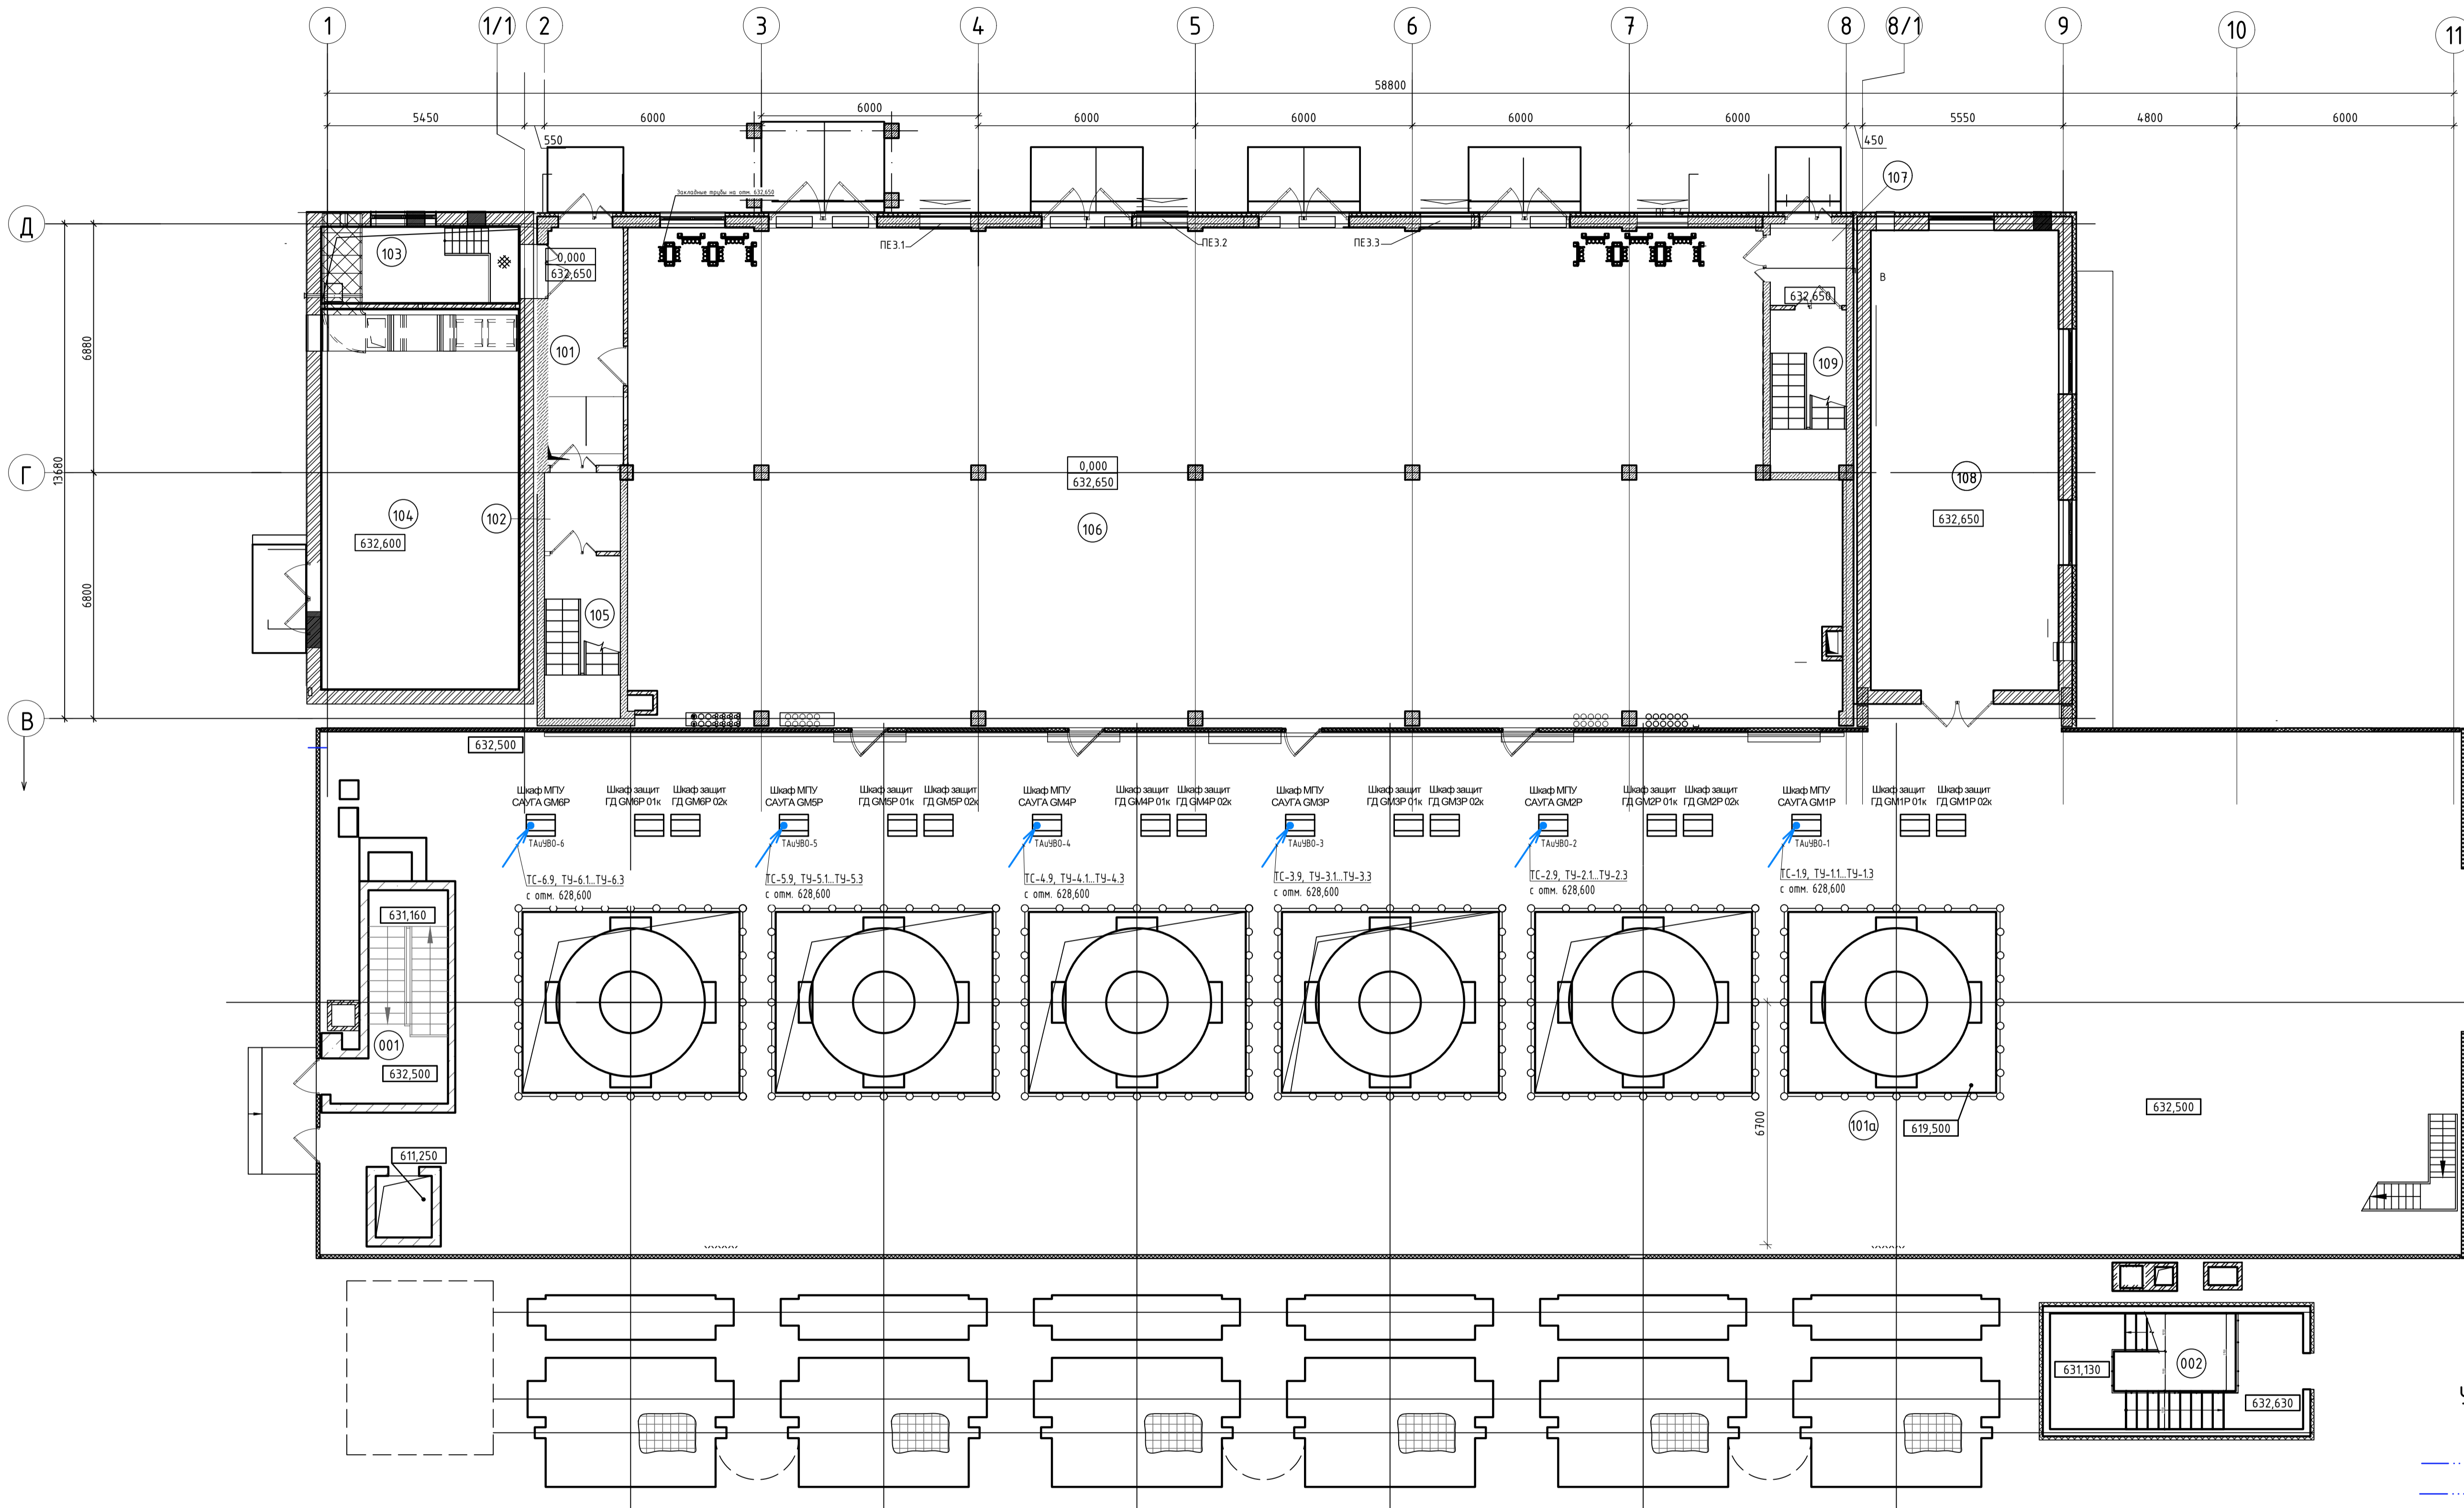 1 1/1 2 3 4 5 6 7 8 8/1 9 10 11
58800
5450 6000 6000 6000 6000 6000 6000 5550 4800 6000
550 450
107
Закладные трубы на отм. 632,650
Д
103
0,000
632,650
ПЕ3.1 ПЕ3.2 ПЕ3.3
В
632,650
6880
101
109
Г
13680
0,000
632,650
108
104
102
106
632,600
632,650
6800
105
В
632,500
Шкаф МПУ
САУГА GM6P
Шкаф защит
ГД GM6P 01к
Шкаф защит
ГД GM6P 02к
Шкаф МПУ
САУГА GM5P
Шкаф защит
ГД GM5P 01к
Шкаф защит
ГД GM5P 02к
Шкаф МПУ
САУГА GM4P
Шкаф защит
ГД GM4P 01к
Шкаф защит
ГД GM4P 02к
Шкаф МПУ
САУГА GM3P
Шкаф защит
ГД GM3P 01к
Шкаф защит
ГД GM3P 02к
Шкаф МПУ
САУГА GM2P
Шкаф защит
ГД GM2P 01к
Шкаф защит
ГД GM2P 02к
Шкаф МПУ
САУГА GM1P
Шкаф защит
ГД GM1P 01к
Шкаф защит
ГД GM1P 02к
ТАиУВО-6
ТАиУВО-5
ТАиУВО-4
ТАиУВО-3
ТАиУВО-2
ТАиУВО-1
ТС-6.9, ТУ-6.1...ТУ-6.3
с отм. 628,600
ТС-5.9, ТУ-5.1...ТУ-5.3
с отм. 628,600
ТС-4.9, ТУ-4.1...ТУ-4.3
с отм. 628,600
ТС-3.9, ТУ-3.1...ТУ-3.3
с отм. 628,600
ТС-2.9, ТУ-2.1...ТУ-2.3
с отм. 628,600
ТС-1.9, ТУ-1.1...ТУ-1.3
с отм. 628,600
631,160
001
632,500
6700
101а
619,500
632,500
611,250
631,130
002
632,630